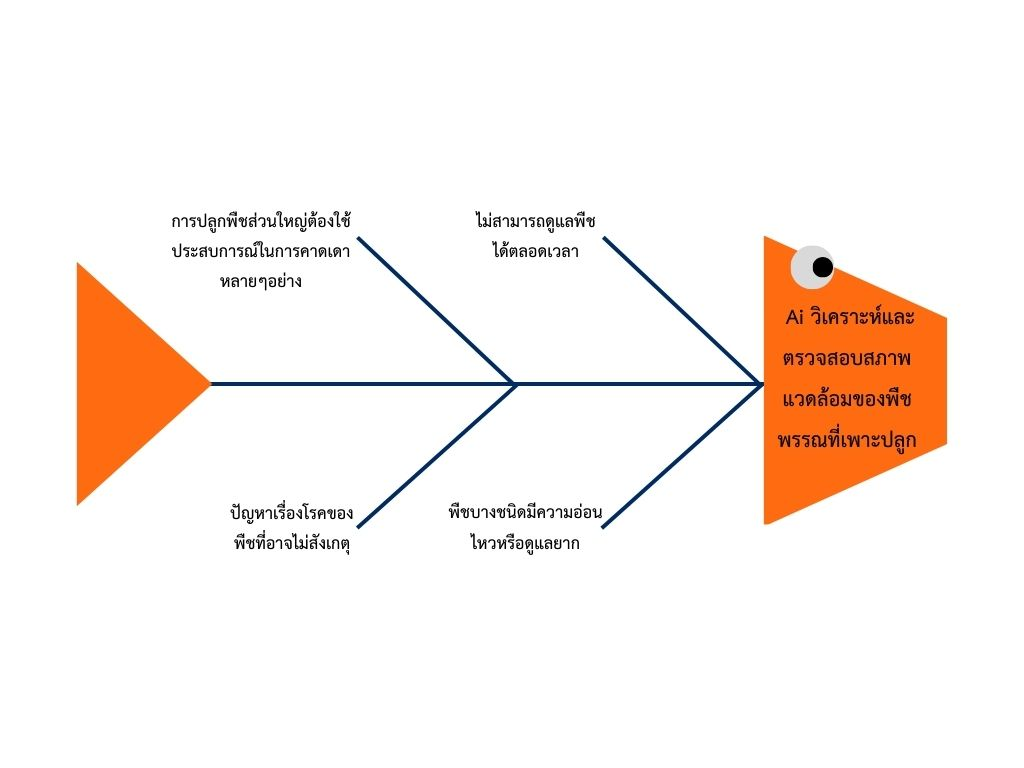 การปลูกพืชส่วนใหญ่ต้องใช้
ประสบการณ์ในการคาดเดา
หลายๆอย่าง
ไม่สามารถดูแลพืช
ได้ตลอดเวลา
Ai วิเคราะห์และ
ตรวจสอบสภาพ
แวดล้อมของพืช
พรรณที่เพาะปลูก
ปัญหาเรื่องโรคของ
พืชที่อาจไม่สังเกตุ
พืชบางชนิดมีความอ่อน
ไหวหรือดูแลยาก